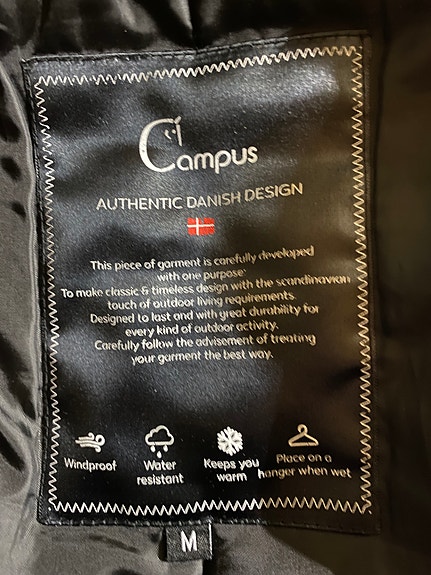 Campus
AUTHENTIC DANISH DESIGN
This piece of garment is carefully developed
with one purpose:
To make classic & timeless design with the scandinavian
touch of outdoor living requirements.
Designed to last and with great durability for
every kind of outdoor activity.
Carefully follow the advisement of treating
your garment the best way.
Windproof
Water
resistant
Keeps you
warm
Place on a
hanger when wet
M